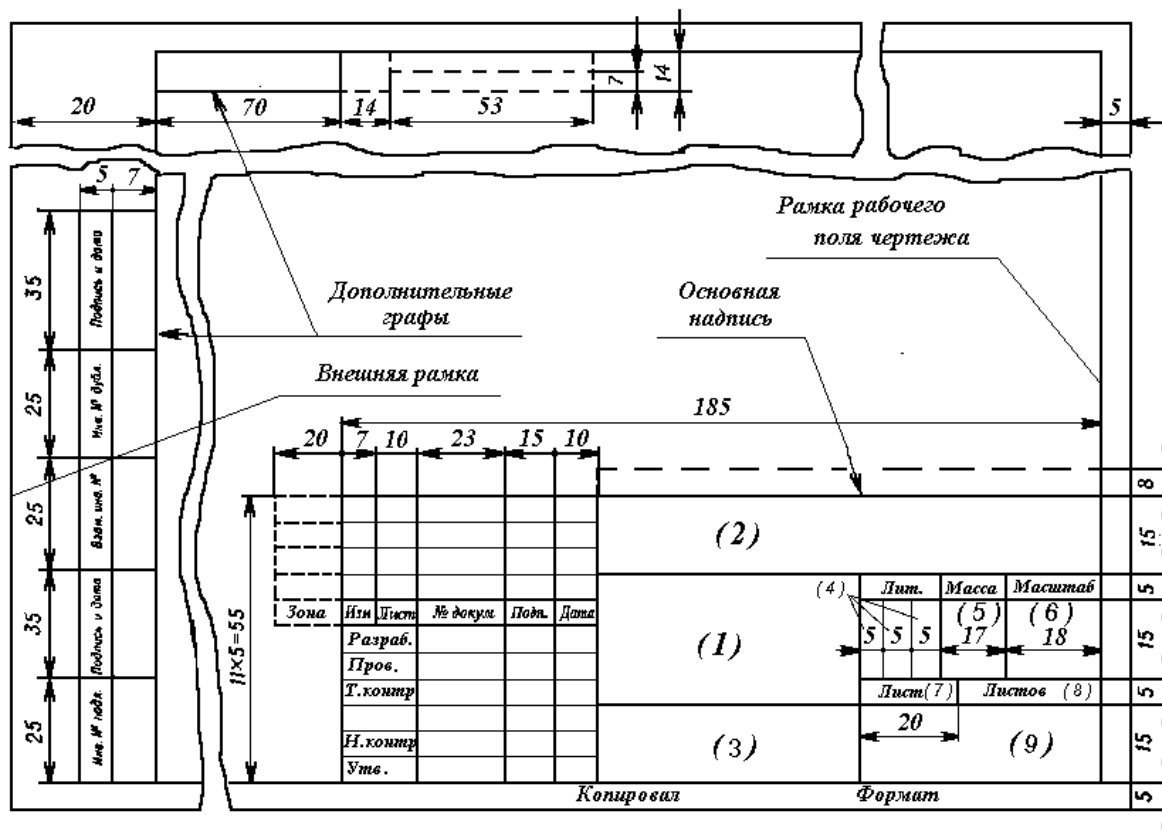 7
14
20
70
14
53
5
5
7
Рамка рабочего
поля чертежа
35
Подпись и дата
Дополнительные
графы
Основная
надпись
25
Инв. № дубл.
Внешняя рамка
185
20
7
10
23
15
10
8
25
Взам. инв. №
(2)
15
11×5=55
(4)
Лит.
Масса
Масштаб
5
Зона
Изм
Лист
№ докум
Подп.
Дата
(5)
(6)
35
Подпись и дата
Разраб.
(1)
5
5
5
17
18
15
Пров.
Т.контр
Лист(7)
Листов (8)
5
25
Инв. № подл.
20
Н.контр
(3)
(9)
15
Утв.
Копировал
Формат
5